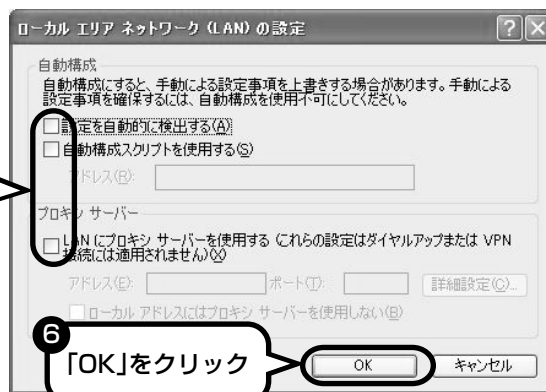 ローカル エリア ネットワーク (LAN) の設定
自動構成
自動構成にすると、手動による設定事項を上書きする場合があります。手動による
設定事項を確保するには、自動構成を使用不可にしてください。
設定を自動的に検出する(A)
自動構成スクリプトを使用する(S)
アドレス(R):
プロキシ サーバー
LAN にプロキシ サーバーを使用する (これらの設定はダイヤルアップまたは VPN
接続には適用されません)(X)
アドレス(E): ポート(T): 詳細設定(C)...
ローカル アドレスにはプロキシ サーバーを使用しない(B)
6
「OK」をクリック
OK キャンセル